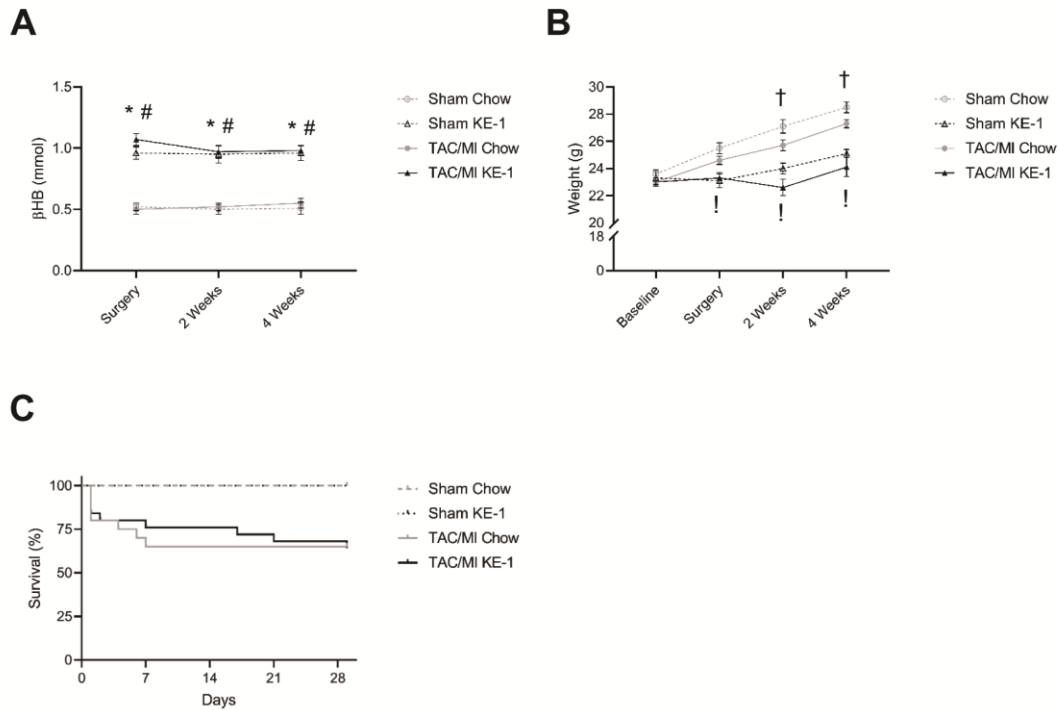 A
βHB (mmol)
1.5
1.0
0.5
0.0
* #
* #
* #
Surgery
2 Weeks
4 Weeks
Sham Chow
Sham KE-1
TAC/MI Chow
TAC/MI KE-1
B
Weight (g)
30
28
26
24
22
20
18
0
†
†
!
!
!
Baseline
Surgery
2 Weeks
4 Weeks
Sham Chow
Sham KE-1
TAC/MI Chow
TAC/MI KE-1
C
Survival (%)
100
75
50
25
0
0 7 14 21 28
Days
Sham Chow
Sham KE-1
TAC/MI Chow
TAC/MI KE-1